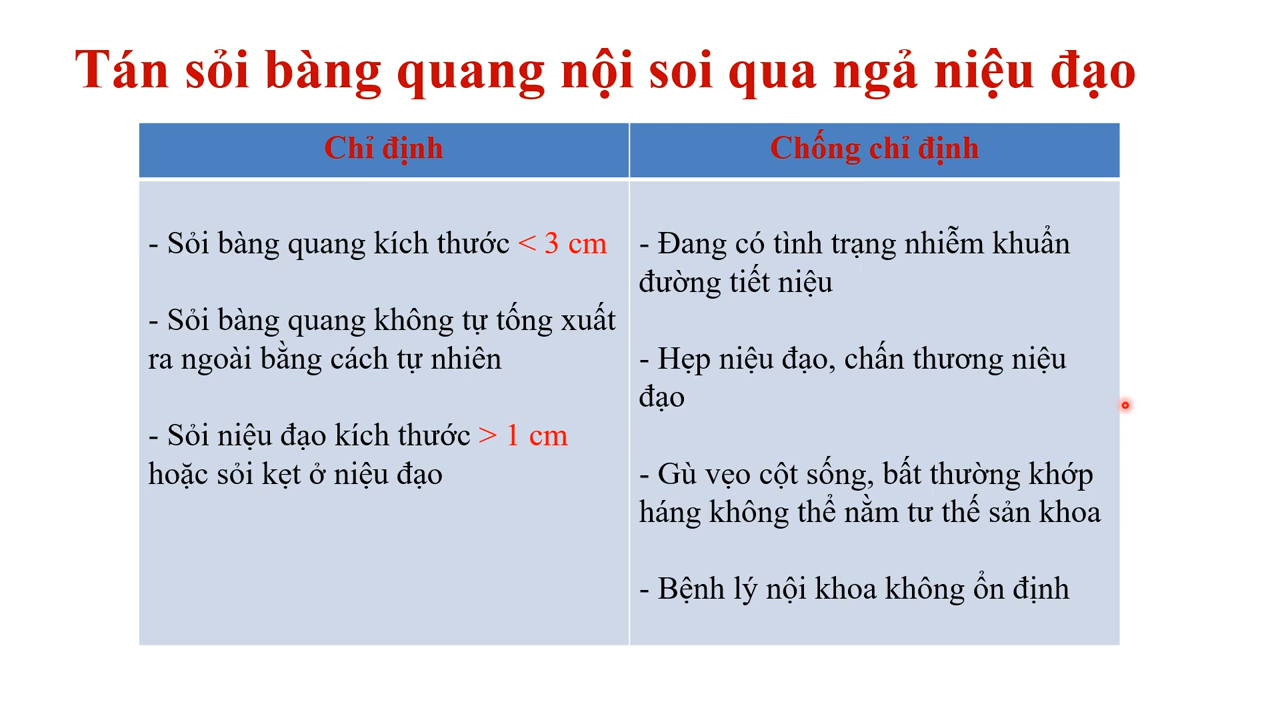 Tán sỏi bàng quang nội soi qua ngả niệu đạo
Chỉ định
- Sỏi bàng quang kích thước < 3 cm
- Sỏi bàng quang không tự tống xuất
ra ngoài bằng cách tự nhiên
- Sỏi niệu đạo kích thước > 1 cm
hoặc sỏi kẹt ở niệu đạo
Chống chỉ định
- Đang có tình trạng nhiễm khuẩn
đường tiết niệu
- Hẹp niệu đạo, chấn thương niệu
đạo
- Gù vẹo cột sống, bất thường khớp
háng không thể nằm tư thế sản khoa
- Bệnh lý nội khoa không ổn định